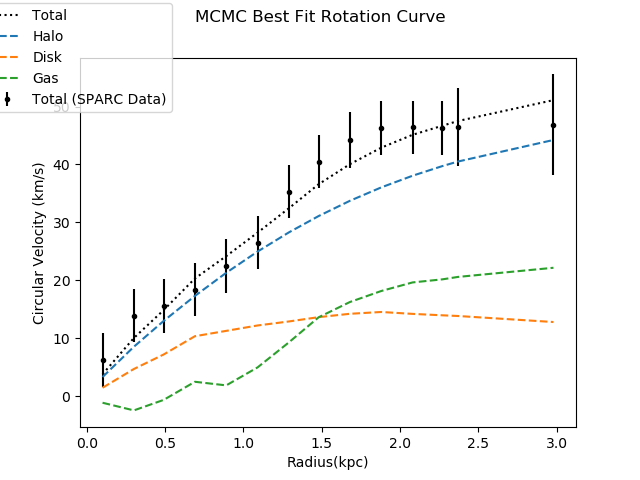 MCMC Best Fit Rotation Curve
Total
Halo
Disk
Gas
Total (SPARC Data)
50
40
30
20
10
0
Circular Velocity (km/s)
0.0 0.5 1.0 1.5 2.0 2.5 3.0
Radius(kpc)